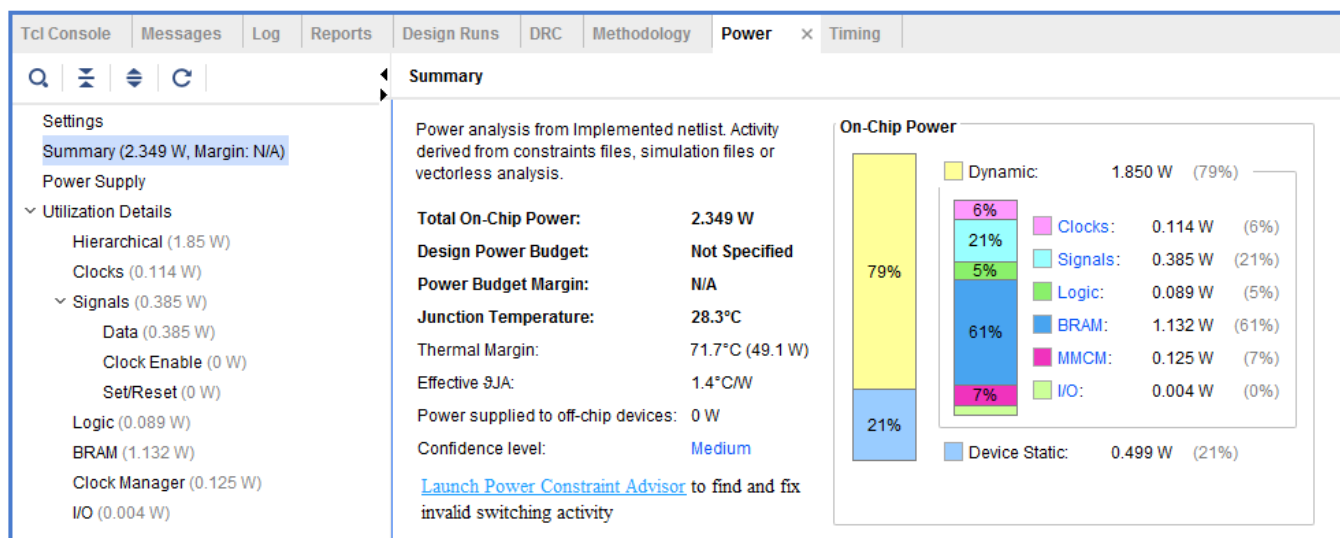 Tcl Console Messages Log Reports Design Runs DRC Methodology Power × Timing
Summary
Settings
Summary (2.349 W, Margin: N/A)
Power Supply
Utilization Details
Hierarchical (1.85 W)
Clocks (0.114 W)
Signals (0.385 W)
Data (0.385 W)
Clock Enable (0 W)
Set/Reset (0 W)
Logic (0.089 W)
BRAM (1.132 W)
Clock Manager (0.125 W)
I/O (0.004 W)
Power analysis from Implemented netlist. Activity
derived from constraints files, simulation files or
vectorless analysis.
Total On-Chip Power: 2.349 W
Design Power Budget: Not Specified
Power Budget Margin: N/A
Junction Temperature: 28.3°C
Thermal Margin: 71.7°C (49.1 W)
Effective ϑJA: 1.4°C/W
Power supplied to off-chip devices: 0 W
Confidence level: Medium
Launch Power Constraint Advisor to find and fix
invalid switching activity
On-Chip Power
79%
21%
Dynamic: 1.850 W (79%)
6%
21%
5%
61%
7%
Clocks: 0.114 W (6%)
Signals: 0.385 W (21%)
Logic: 0.089 W (5%)
BRAM: 1.132 W (61%)
MMCM: 0.125 W (7%)
I/O: 0.004 W (0%)
Device Static: 0.499 W (21%)